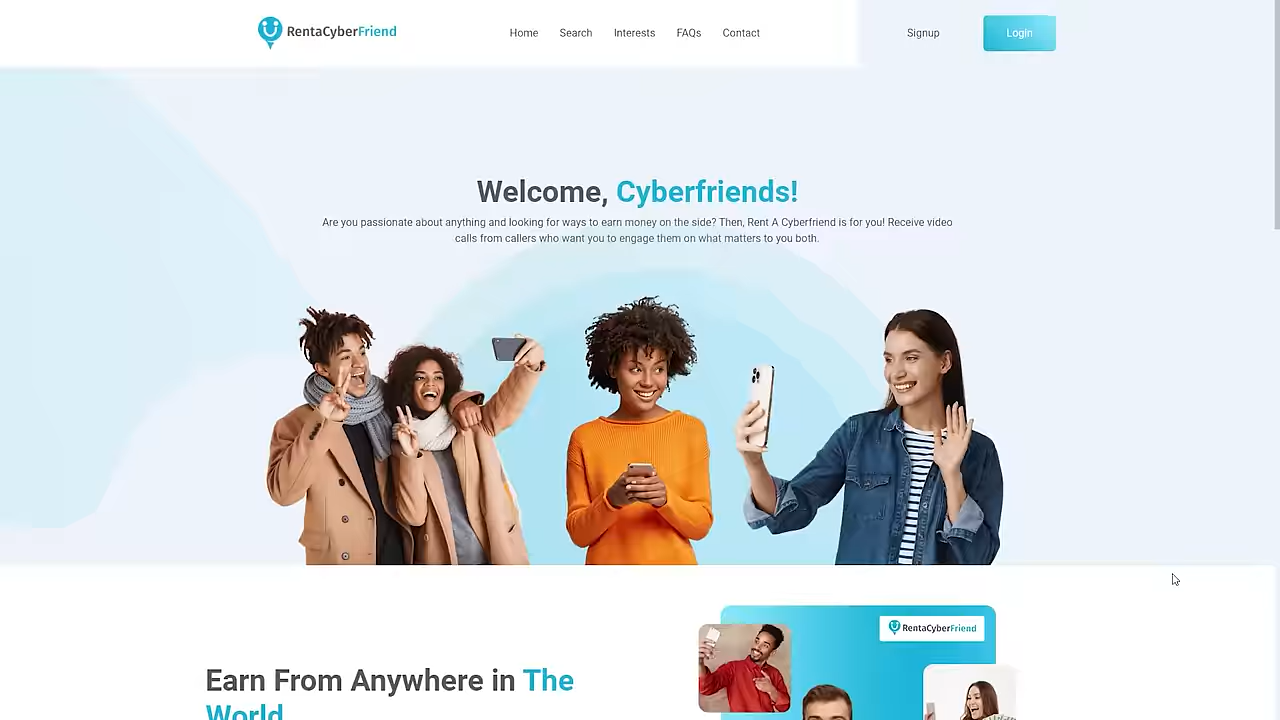 RentaCyberFriend
Home Search Interests FAQs Contact Signup Login
Welcome, Cyberfriends!
Are you passionate about anything and looking for ways to earn money on the side? Then, Rent A Cyberfriend is for you! Receive video
calls from callers who want you to engage them on what matters to you both.
RentaCyberFriend
Earn From Anywhere in The
World